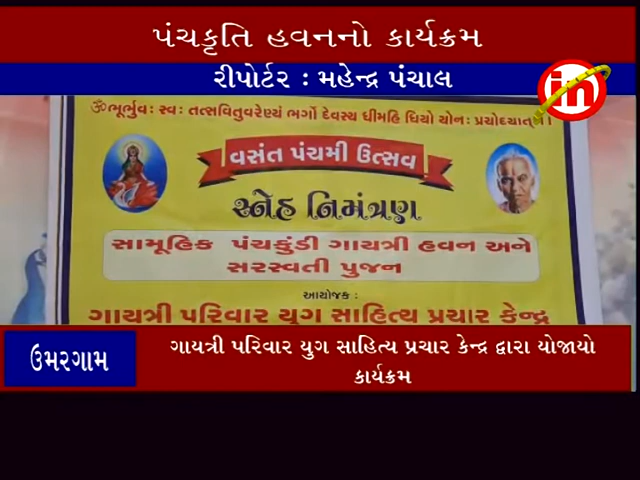 પંચકૃતિ હવનનો કાર્યક્રમ
રીપોર્ટર : મહેન્દ્ર પંચાલ
in
ૐ ભૂર્ભુવઃ સ્વઃ તત્સવિતુવરેણ્યં ભર્ગો દેવસ્ય ધીમહિ ધિયો યોનઃ પ્રચોદયાત્ ।
વસંત પંચમી ઉત્સવ
સ્નેહ નિમંત્રણ
સામૂહિક પંચકુંડી ગાયત્રી હવન અને
સરસ્વતી પુજન
આયોજક :
ગાયત્રી પરિવાર યુગ સાહિત્ય પ્રચાર કેન્દ્ર
ઉમરગામ
ગાયત્રી પરિવાર યુગ સાહિત્ય પ્રચાર કેન્દ્ર દ્વારા યોજાયો
કાર્યક્રમ